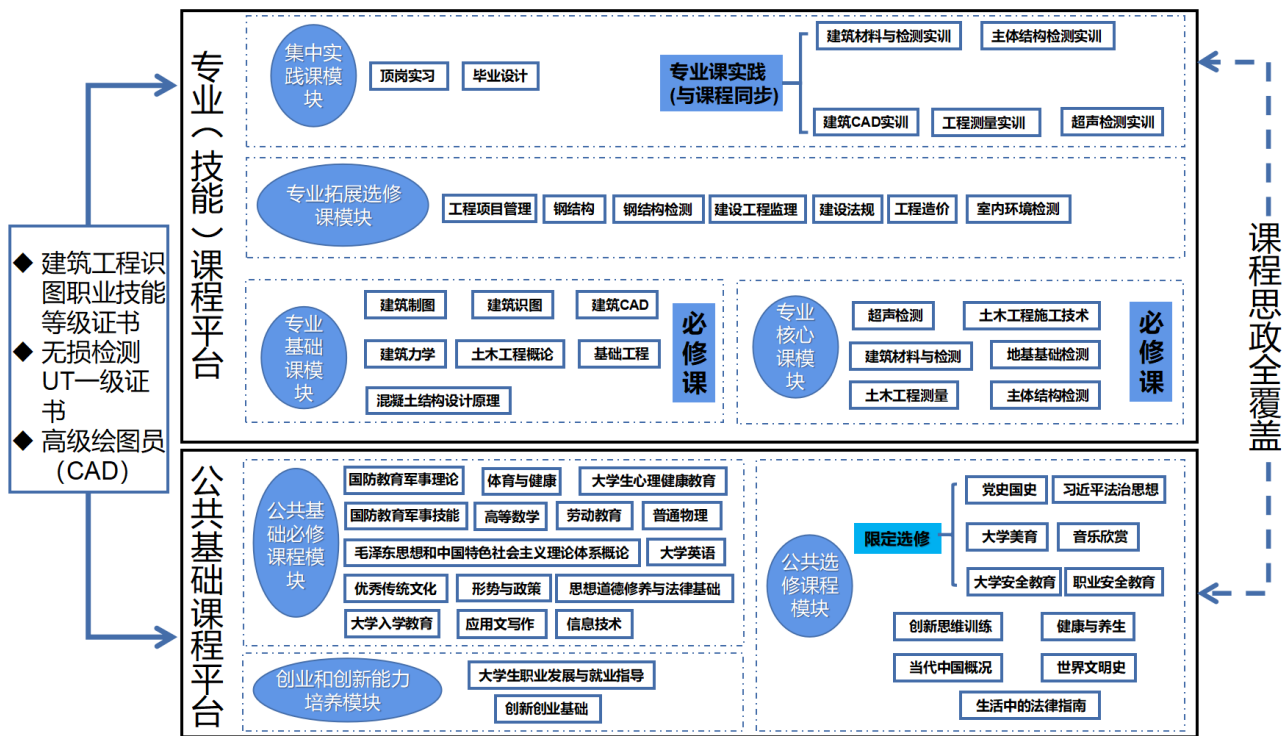 专业（技能）课程平台
集中实
践课模
块
顶岗实习
毕业设计
专业课实践
(与课程同步)
建筑材料与检测实训
主体结构检测实训
建筑CAD实训
工程测量实训
超声检测实训
专业拓展选修
课模块
工程项目管理
钢结构
钢结构检测
建设工程监理
建设法规
工程造价
室内环境检测
专业
基础
课模
块
建筑制图
建筑识图
建筑CAD
建筑力学
土木工程概论
基础工程
混凝土结构设计原理
必修课
专业
核心
课模
块
超声检测
土木工程施工技术
建筑材料与检测
地基基础检测
土木工程测量
主体结构检测
必修课
◆ 建筑工程识
图职业技能
等级证书
◆ 无损检测
UT一级证
书
◆ 高级绘图员
（CAD）
课程思政全覆盖
公共基础课程平台
公共基
础必修
课程模
块
国防教育军事理论
体育与健康
大学生心理健康教育
国防教育军事技能
高等数学
劳动教育
普通物理
毛泽东思想和中国特色社会主义理论体系概论
大学英语
优秀传统文化
形势与政策
思想道德修养与法律基础
大学入学教育
应用文写作
信息技术
创业和创新能力
培养模块
大学生职业发展与就业指导
创新创业基础
公共选
修课程
模块
限定选修
党史国史
习近平法治思想
大学美育
音乐欣赏
大学安全教育
职业安全教育
创新思维训练
健康与养生
当代中国概况
世界文明史
生活中的法律指南